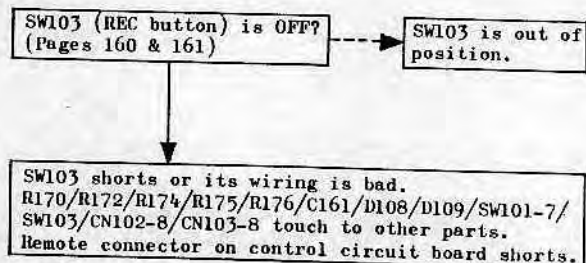 SW103 (REC button) is OFF?
(Pages 160 & 161)
SW103 is out of
position.
SW103 shorts or its wiring is bad.
R170/R172/R174/R175/R176/C161/D108/D109/SW101-7/
SW103/CN102-8/CN103-8 touch to other parts.
Remote connector on control circuit board shorts.